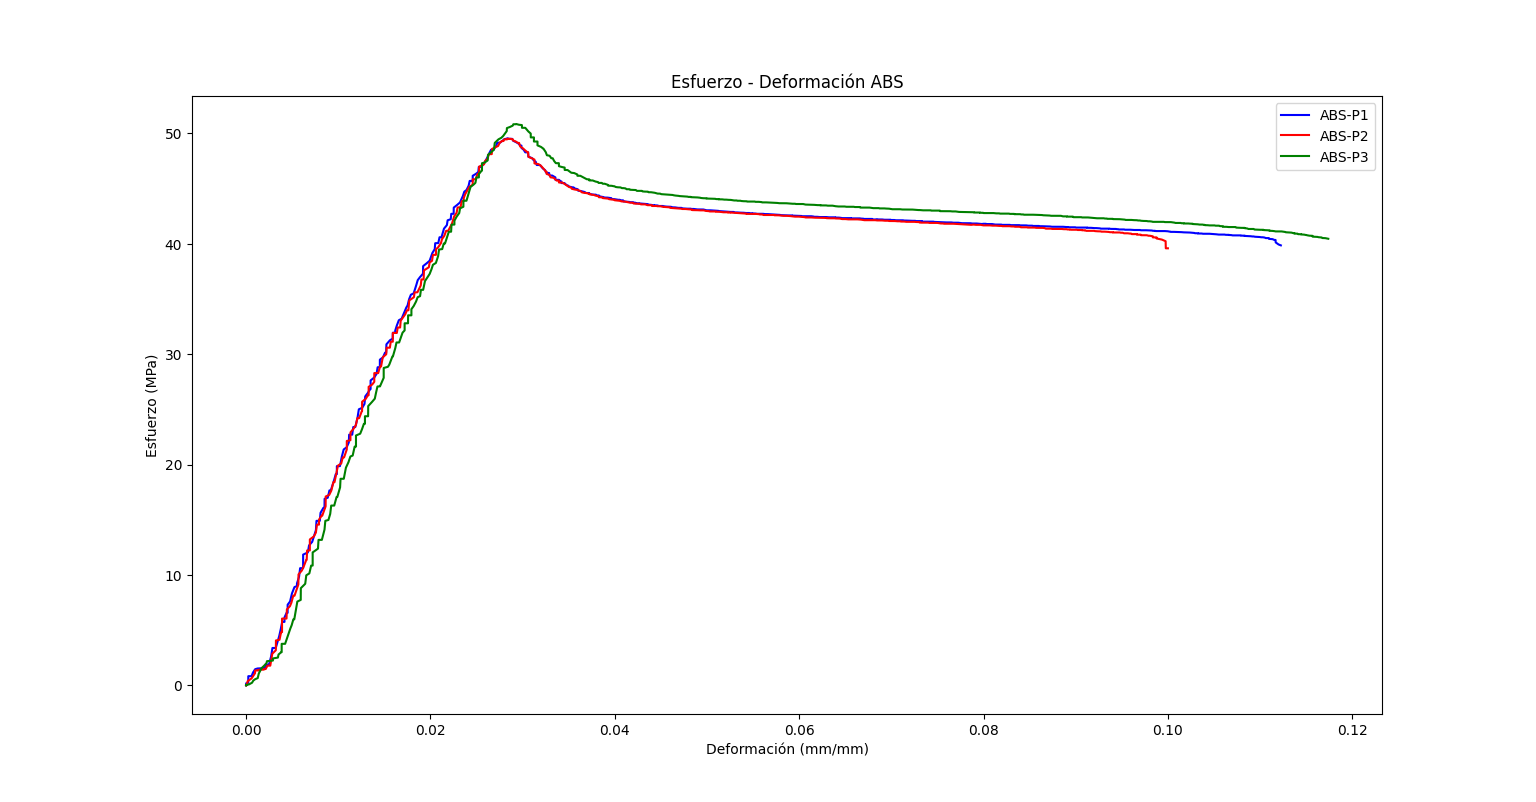 Esfuerzo - Deformación ABS
ABS-P1
ABS-P2
ABS-P3
50
40
30
20
10
0
Esfuerzo (MPa)
0.00 0.02 0.04 0.06 0.08 0.10 0.12
Deformación (mm/mm)